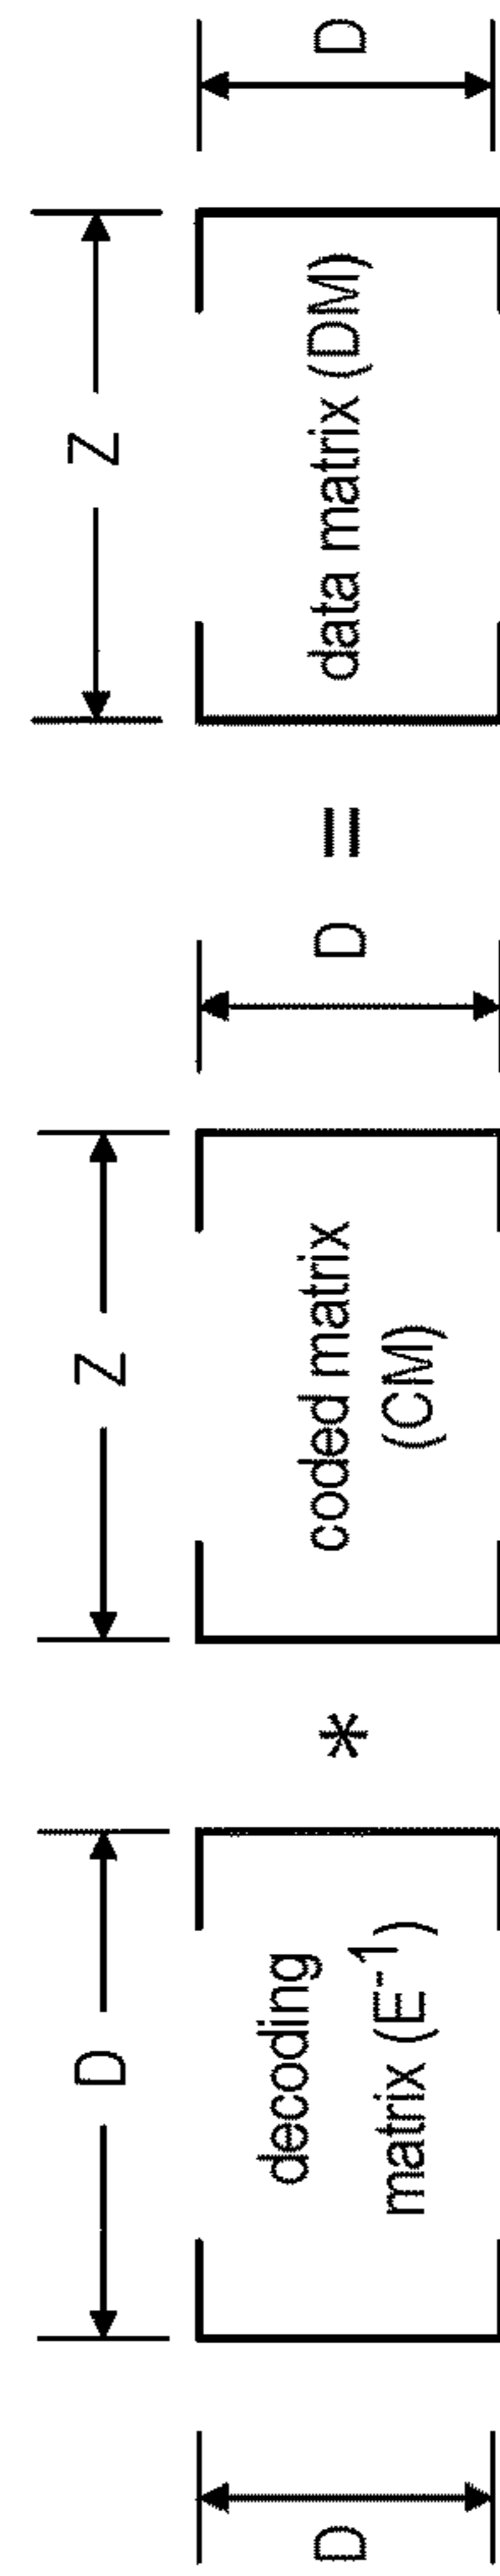 D
Z
Z
D
decoding
matrix (E⁻¹)
*
coded matrix
(CM)
D
=
data matrix (DM)
D